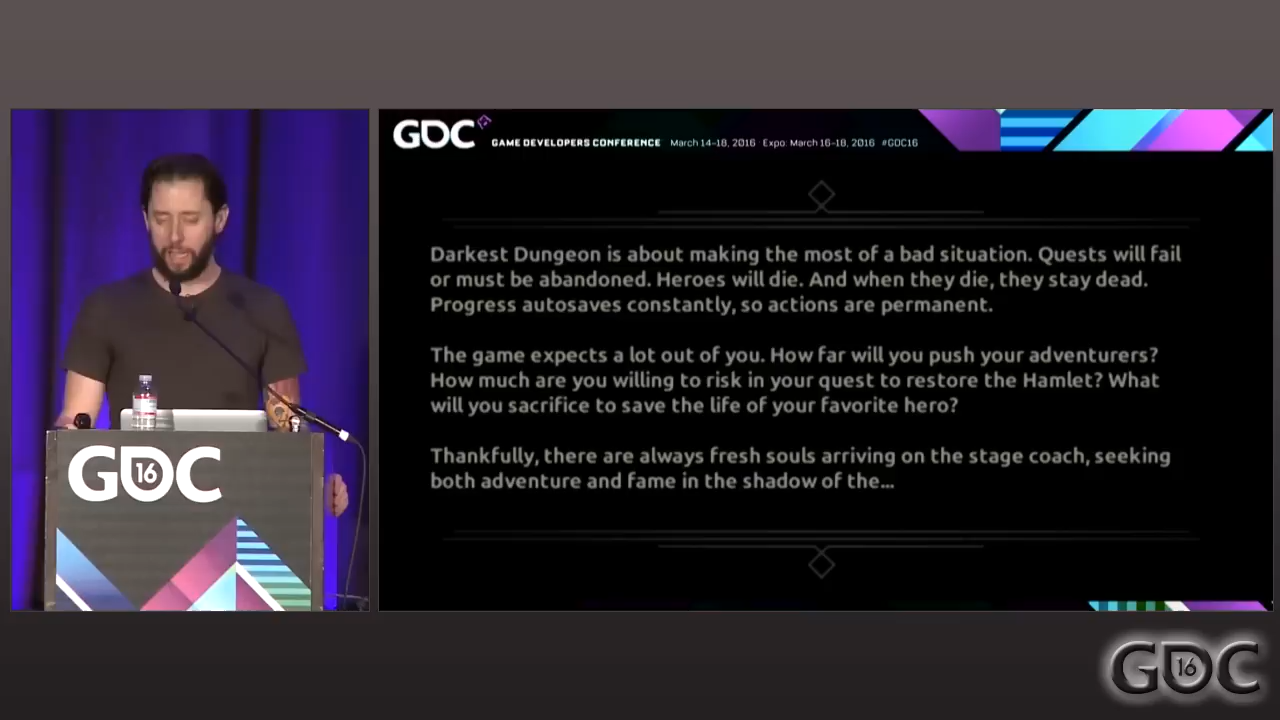 GDC
GAME DEVELOPERS CONFERENCE March 14-18, 2016 Expo: March 16-18, 2016 #GDC16
Darkest Dungeon is about making the most of a bad situation. Quests will fail
or must be abandoned. Heroes will die. And when they die, they stay dead.
Progress autosaves constantly, so actions are permanent.
The game expects a lot out of you. How far will you push your adventurers?
How much are you willing to risk in your quest to restore the Hamlet? What
will you sacrifice to save the life of your favorite hero?
Thankfully, there are always fresh souls arriving on the stage coach, seeking
both adventure and fame in the shadow of the...
GDC 16
GDC 16